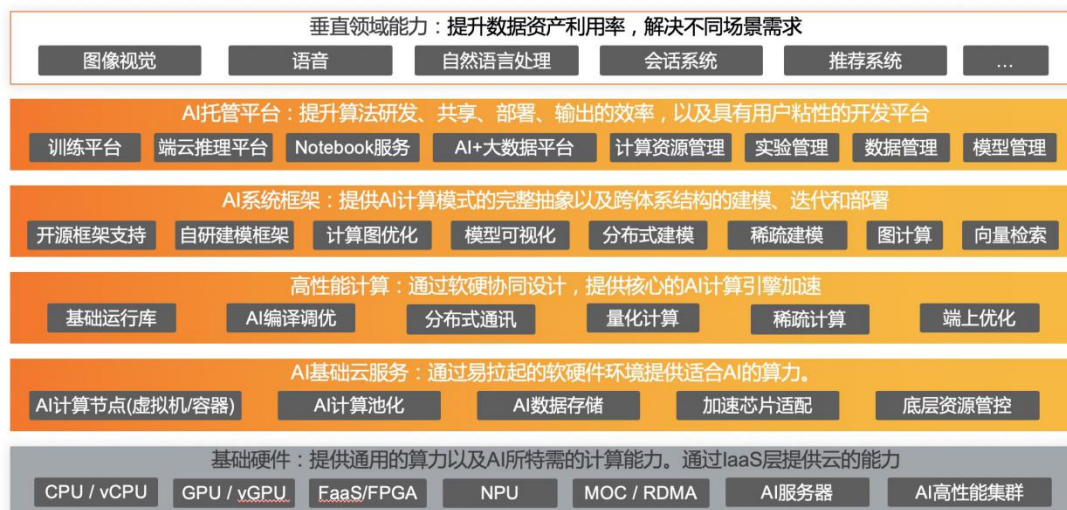 垂直领域能力：提升数据资产利用率，解决不同场景需求
图像视觉 语音 自然语言处理 会话系统 推荐系统 ...
AI托管平台：提升算法研发、共享、部署、输出的效率，以及具有用户粘性的开发平台
训练平台 端云推理平台 Notebook服务 AI+大数据平台 计算资源管理 实验管理 数据管理 模型管理
AI系统框架：提供AI计算模式的完整抽象以及跨体系结构的建模、迭代和部署
开源框架支持 自研建模框架 计算图优化 模型可视化 分布式建模 稀疏建模 图计算 向量检索
高性能计算：通过软硬协同设计，提供核心的AI计算引擎加速
基础运行库 AI编译调优 分布式通讯 量化计算 稀疏计算 端上优化
AI基础云服务：通过易拉起的软硬件环境提供适合AI的算力。
AI计算节点(虚拟机/容器) AI计算池化 AI数据存储 加速芯片适配 底层资源管控
基础硬件：提供通用的算力以及AI所特需的计算能力。通过IaaS层提供云的能力
CPU / vCPU GPU / vGPU FaaS/FPGA NPU MOC / RDMA AI服务器 AI高性能集群